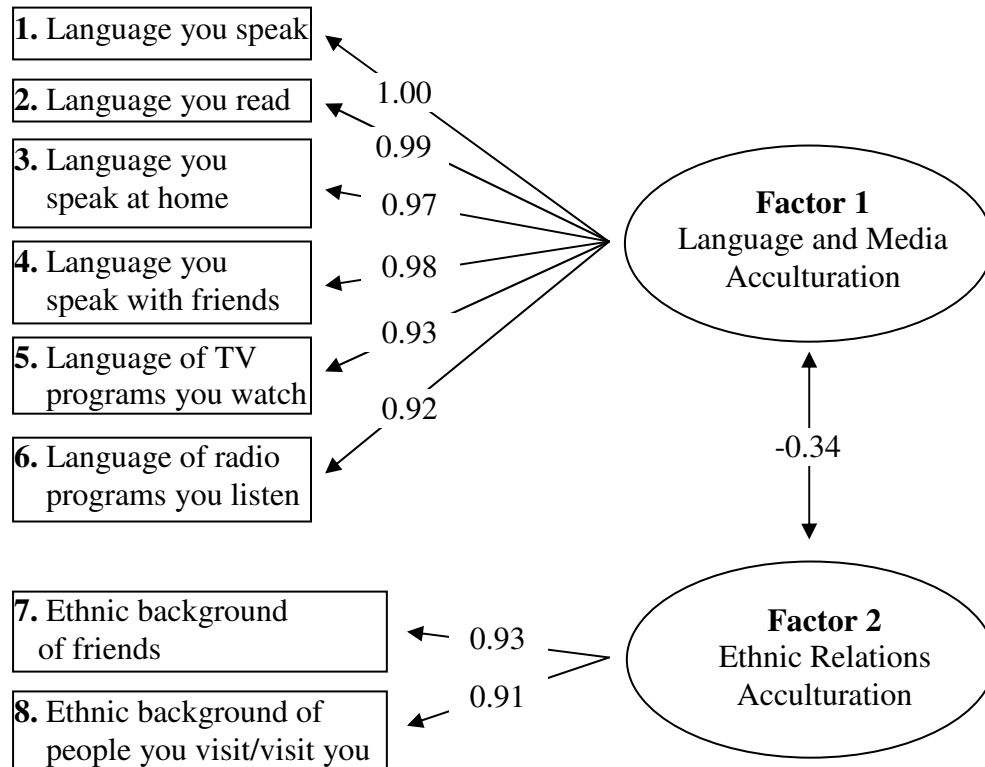 1. Language you speak
2. Language you read
3. Language you
speak at home
4. Language you
speak with friends
5. Language of TV
programs you watch
6. Language of radio
programs you listen
7. Ethnic background
of friends
8. Ethnic background of
people you visit/visit you
1.00
0.99
0.97
0.98
0.93
0.92
0.93
0.91
Factor 1
Language and Media
Acculturation
-0.34
Factor 2
Ethnic Relations
Acculturation